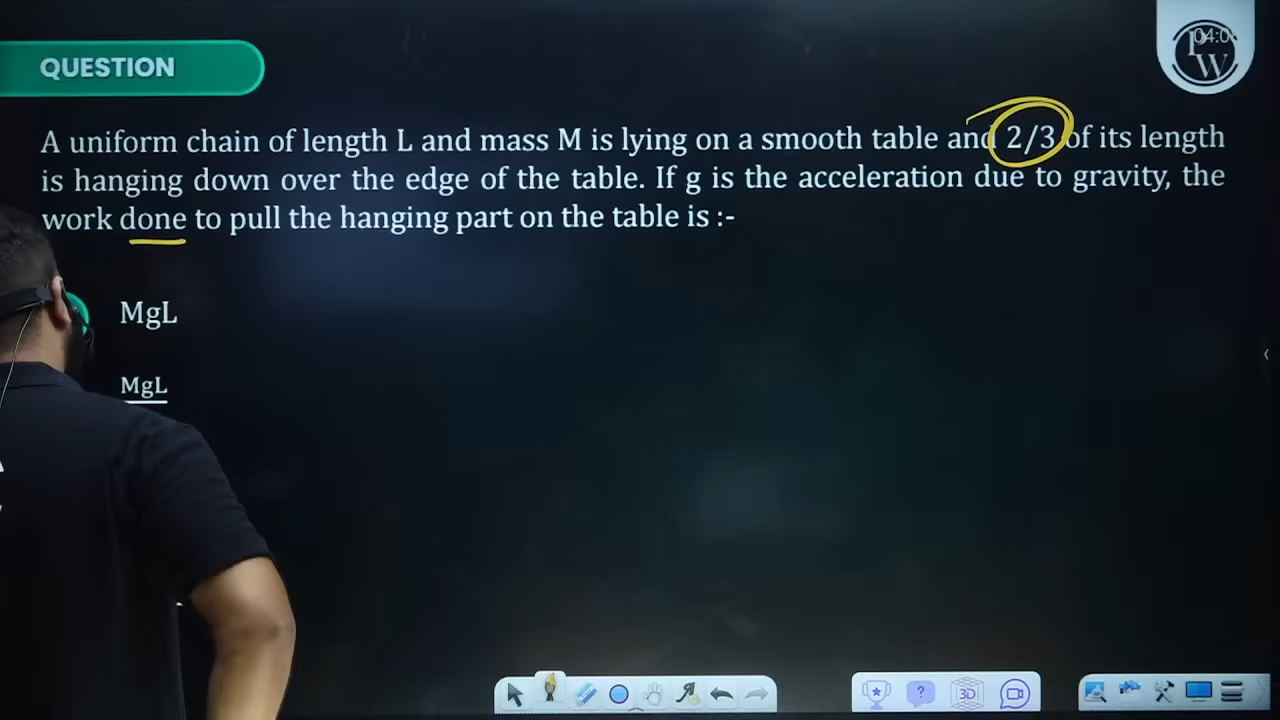 QUESTION
A uniform chain of length L and mass M is lying on a smooth table and 2/3 of its length
is hanging down over the edge of the table. If g is the acceleration due to gravity, the
work done to pull the hanging part on the table is :-
MgL
MgL
PW
3D